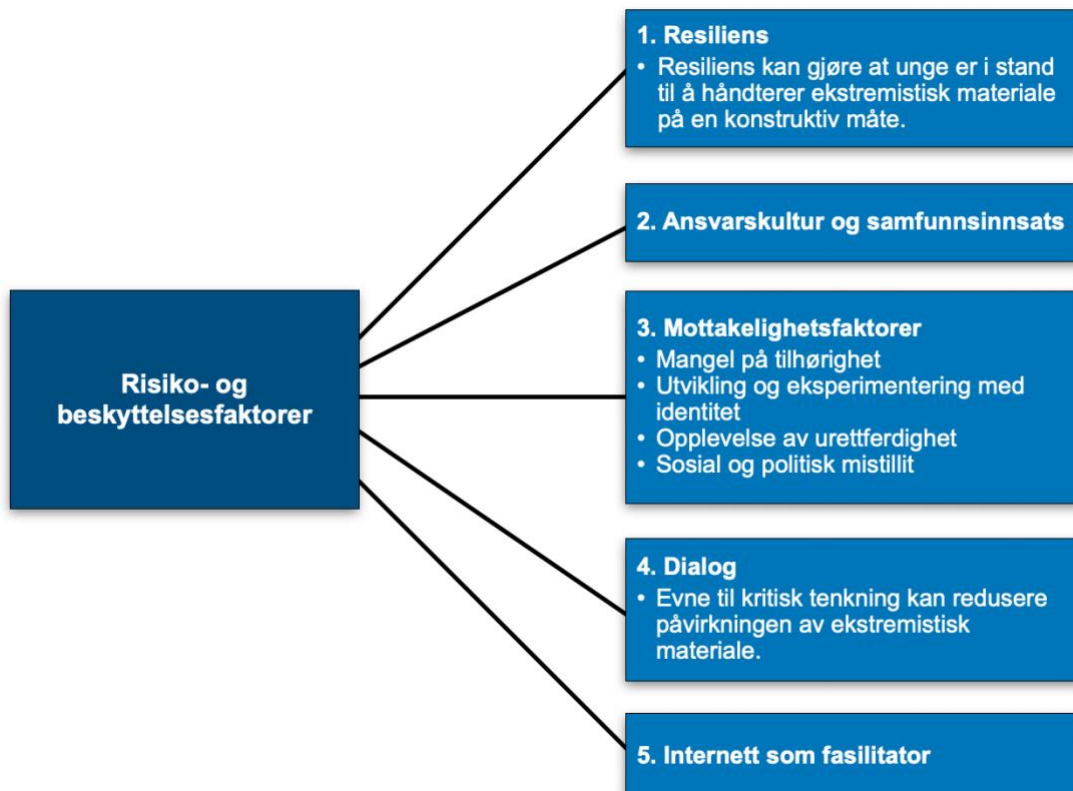 Risiko- og
beskyttelsesfaktorer
1. Resiliens
• Resiliens kan gjøre at unge er i stand
til å håndterer ekstremistisk materiale
på en konstruktiv måte.
2. Ansvarskultur og samfunnsinnsats
3. Mottakelighetsfaktorer
• Mangel på tilhørighet
• Utvikling og eksperimentering med
identitet
• Opplevelse av urettferdighet
• Sosial og politisk mistillit
4. Dialog
• Evne til kritisk tenkning kan redusere
påvirkningen av ekstremistisk
materiale.
5. Internett som fasilitator